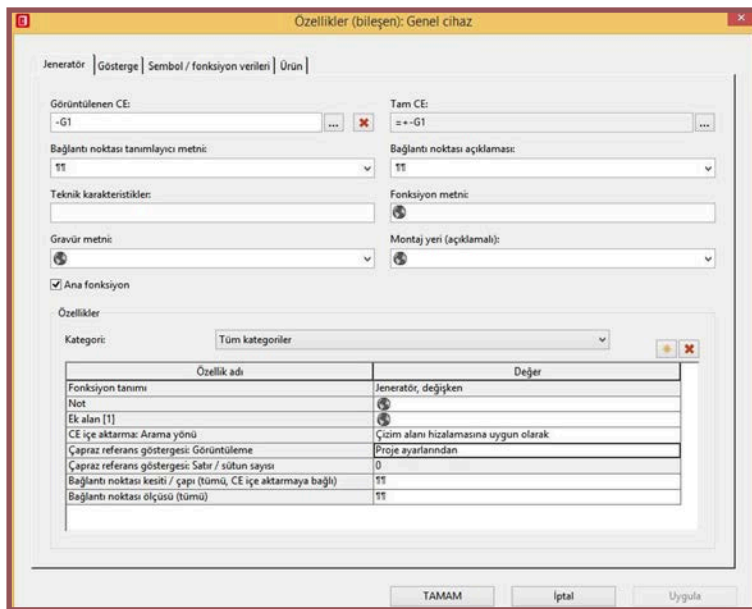 Özellikler (bileşen): Genel cihaz
Jeneratör Gösterge Sembol / fonksiyon verileri Ürün
Görüntülenen CE: Tam CE:
-G1 ... =+-G1 ...
Bağlantı noktası tanımlayıcı metni: Bağlantı noktası açıklaması:
¶¶ ¶¶
Teknik karakteristikler: Fonksiyon metni:
Gravür metni: Montaj yeri (açıklamalı):
Ana fonksiyon
Özellikler
Kategori: Tüm kategoriler
Özellik adı Değer
Fonksiyon tanımı Jeneratör, değişken
Not
Ek alan [1]
CE içe aktarma: Arama yönü Çizim alanı hizalamasına uygun olarak
Çapraz referans göstergesi: Görüntüleme Proje ayarlarından
Çapraz referans göstergesi: Satır / sütun sayısı 0
Bağlantı noktası kesiti / çapı (tümü, CE içe aktarmaya bağlı) ¶¶
Bağlantı noktası ölçüsü (tümü) ¶¶
TAMAM İptal Uygula